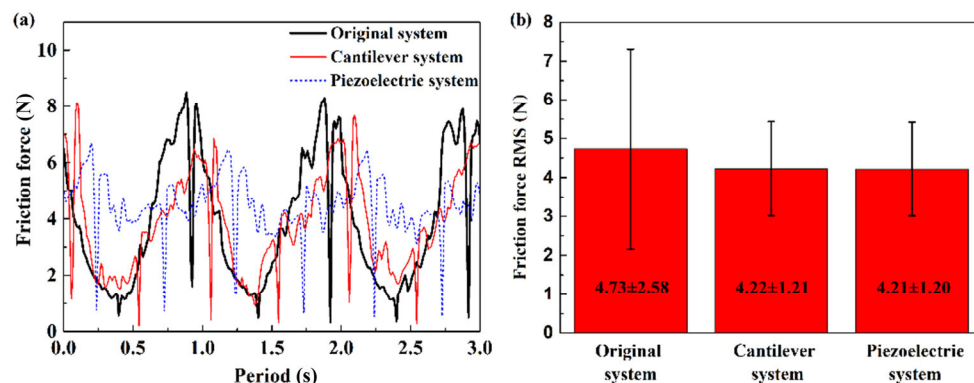 (a)
Original system
Cantilever system
Piezoelectric system
Friction force (N)
10
8
6
4
2
0
0.0 0.5 1.0 1.5 2.0 2.5 3.0
Period (s)
(b)
Friction force RMS (N)
8
7
6
5
4
3
2
1
0
4.73±2.58 4.22±1.21 4.21±1.20
Original Cantilever Piezoelectric
system system system